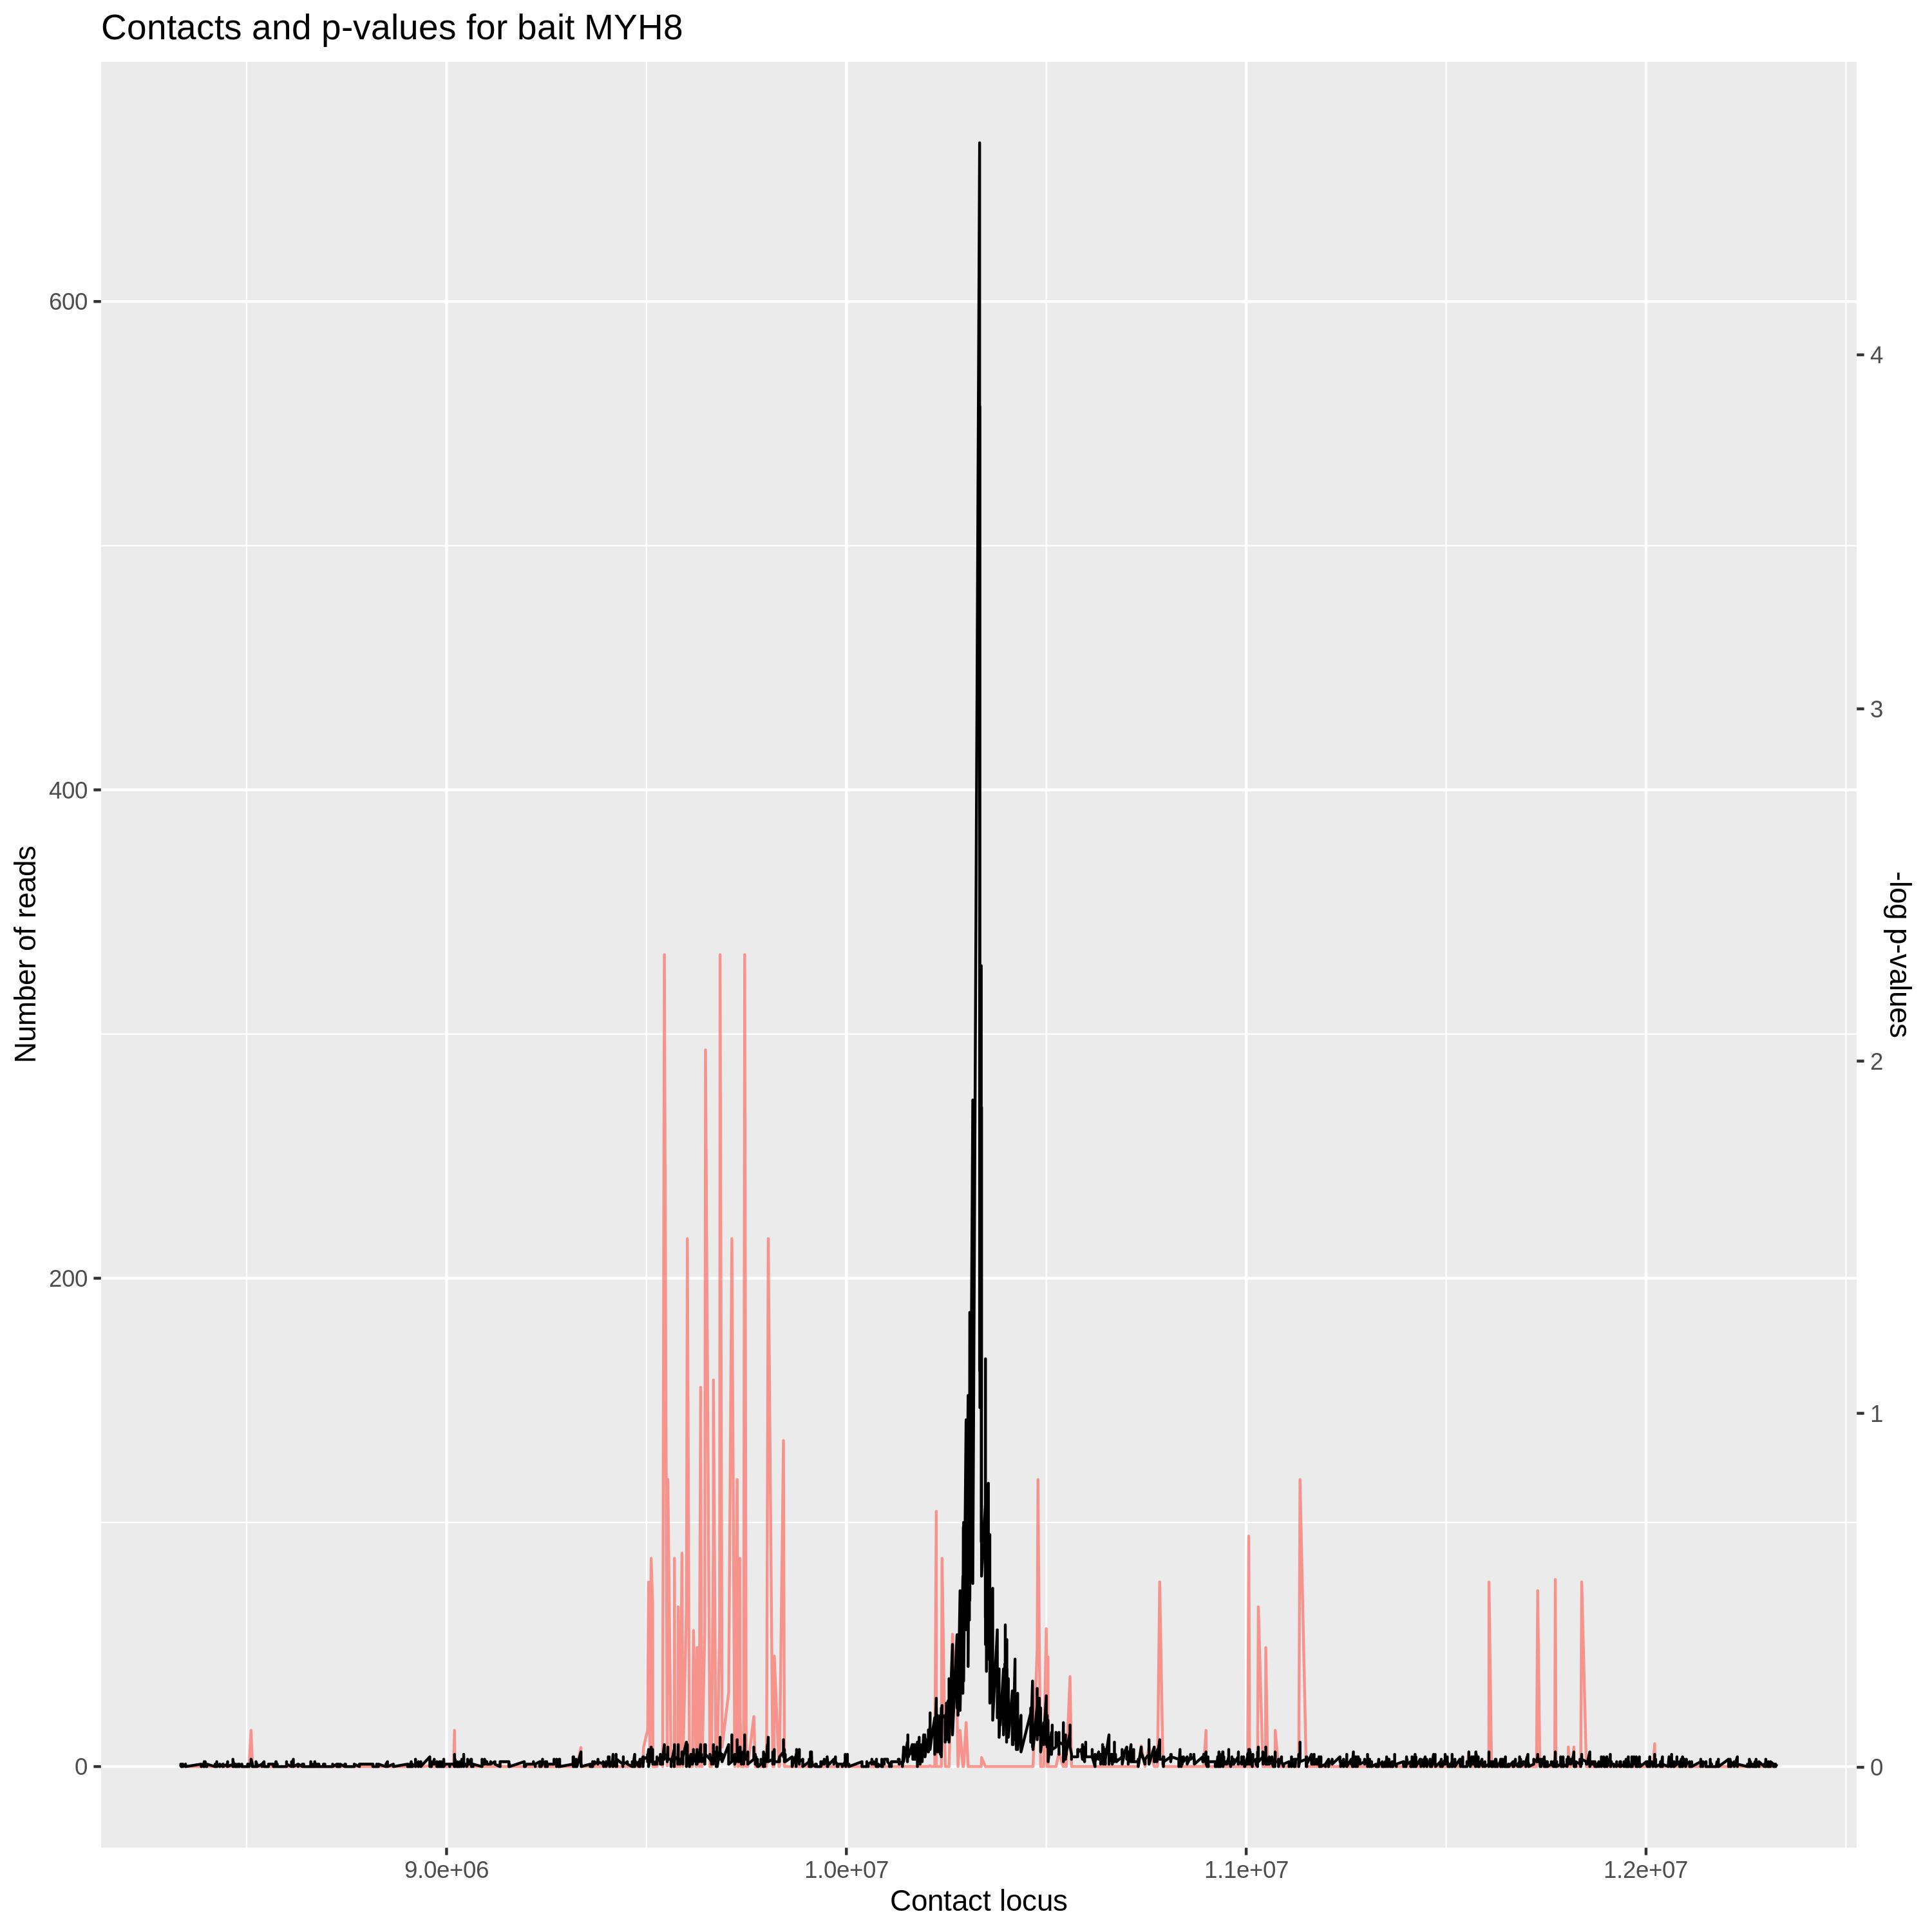 Contacts and p-values for bait MYH8
Number of reads
600
400
200
0
4
3
2
1
0
-log p-values
9.0e+06
1.0e+07
1.1e+07
1.2e+07
Contact locus